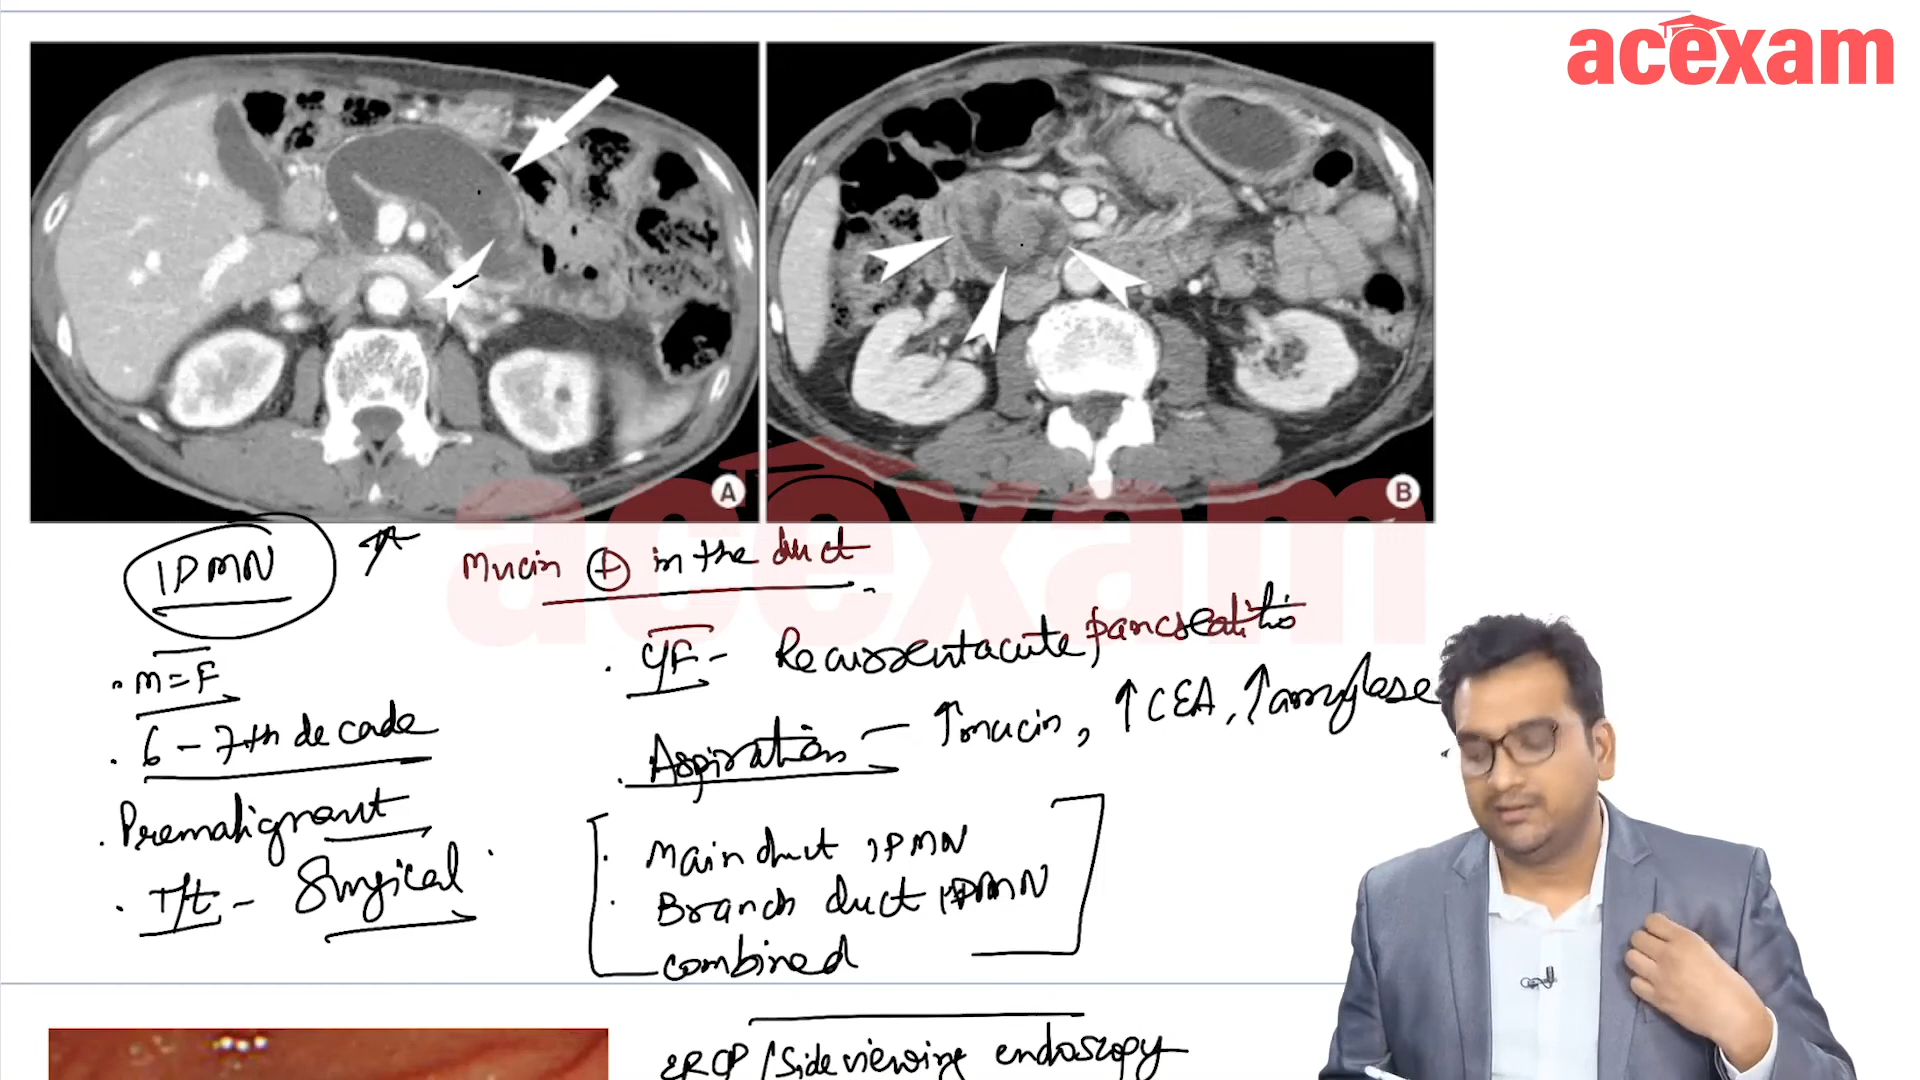 acexam
A
B
acexam
IPMN
Mucin + in the duct
• M = F
• 6 - 7th decade
• Premalignant
• T/t - Surgical
• C/F - Recurrent acute pancreatitis
• Aspiration - ↑mucin, ↑CEA, ↑amylase
• Main duct IPMN
• Branch duct IPMN
combined
ERCP / Side viewing endoscopy